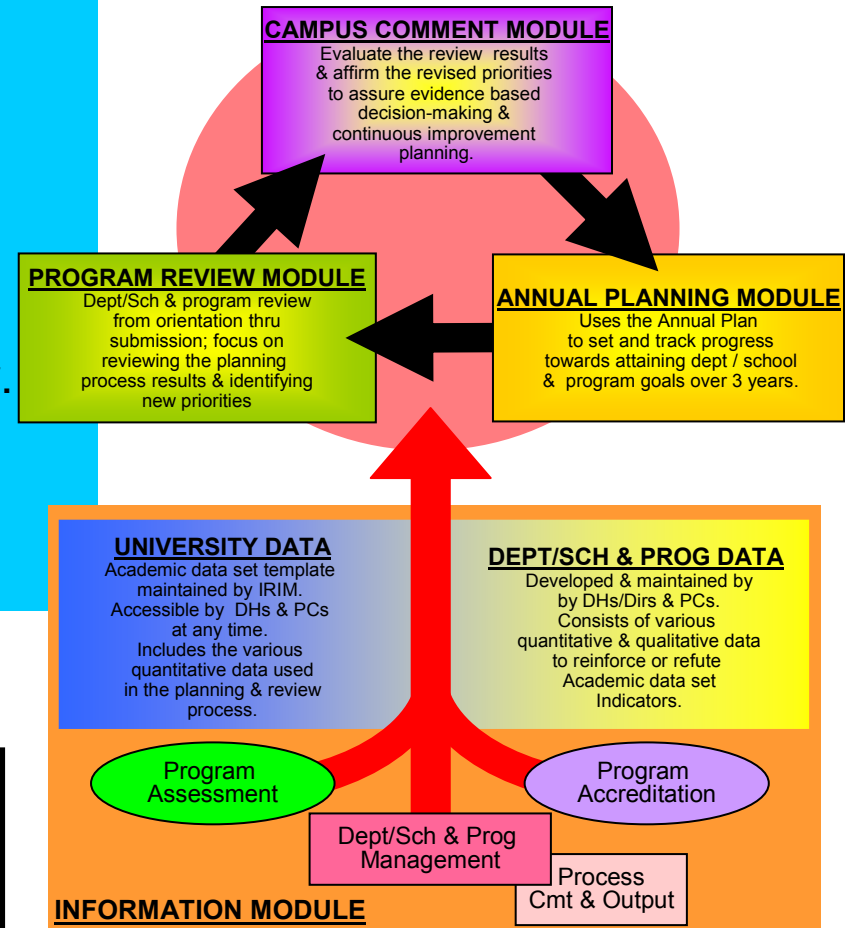 CAMPUS COMMENT MODULE
Evaluate the review results
& affirm the revised priorities
to assure evidence based
decision-making &
continuous improvement
planning.
PROGRAM REVIEW MODULE
Dept/Sch & program review
from orientation thru
submission; focus on
reviewing the planning
process results & identifying
new priorities
.
ANNUAL PLANNING MODULE
Uses the Annual Plan
to set and track progress
towards attaining dept / school
& program goals over 3 years.
UNIVERSITY DATA
Academic data set template
maintained by IRIM.
Accessible by DHs & PCs
at any time.
Includes the various
quantitative data used
in the planning & review
process.
DEPT/SCH & PROG DATA
Developed & maintained by
by DHs/Dirs & PCs.
Consists of various
quantitative & qualitative data
to reinforce or refute
Academic data set
Indicators.
Program
Assessment
Program
Accreditation
Dept/Sch & Prog
Management
Process
Cmt & Output
INFORMATION MODULE